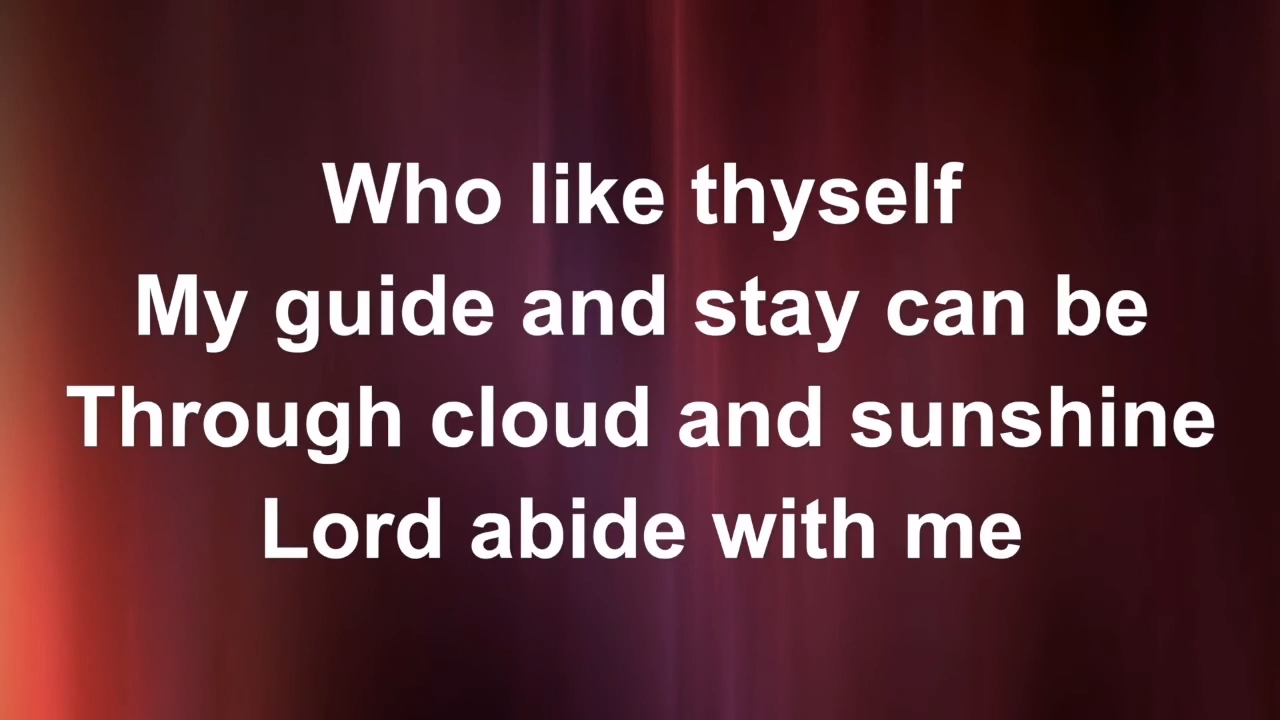 Who like thyself
My guide and stay can be
Through cloud and sunshine
Lord abide with me